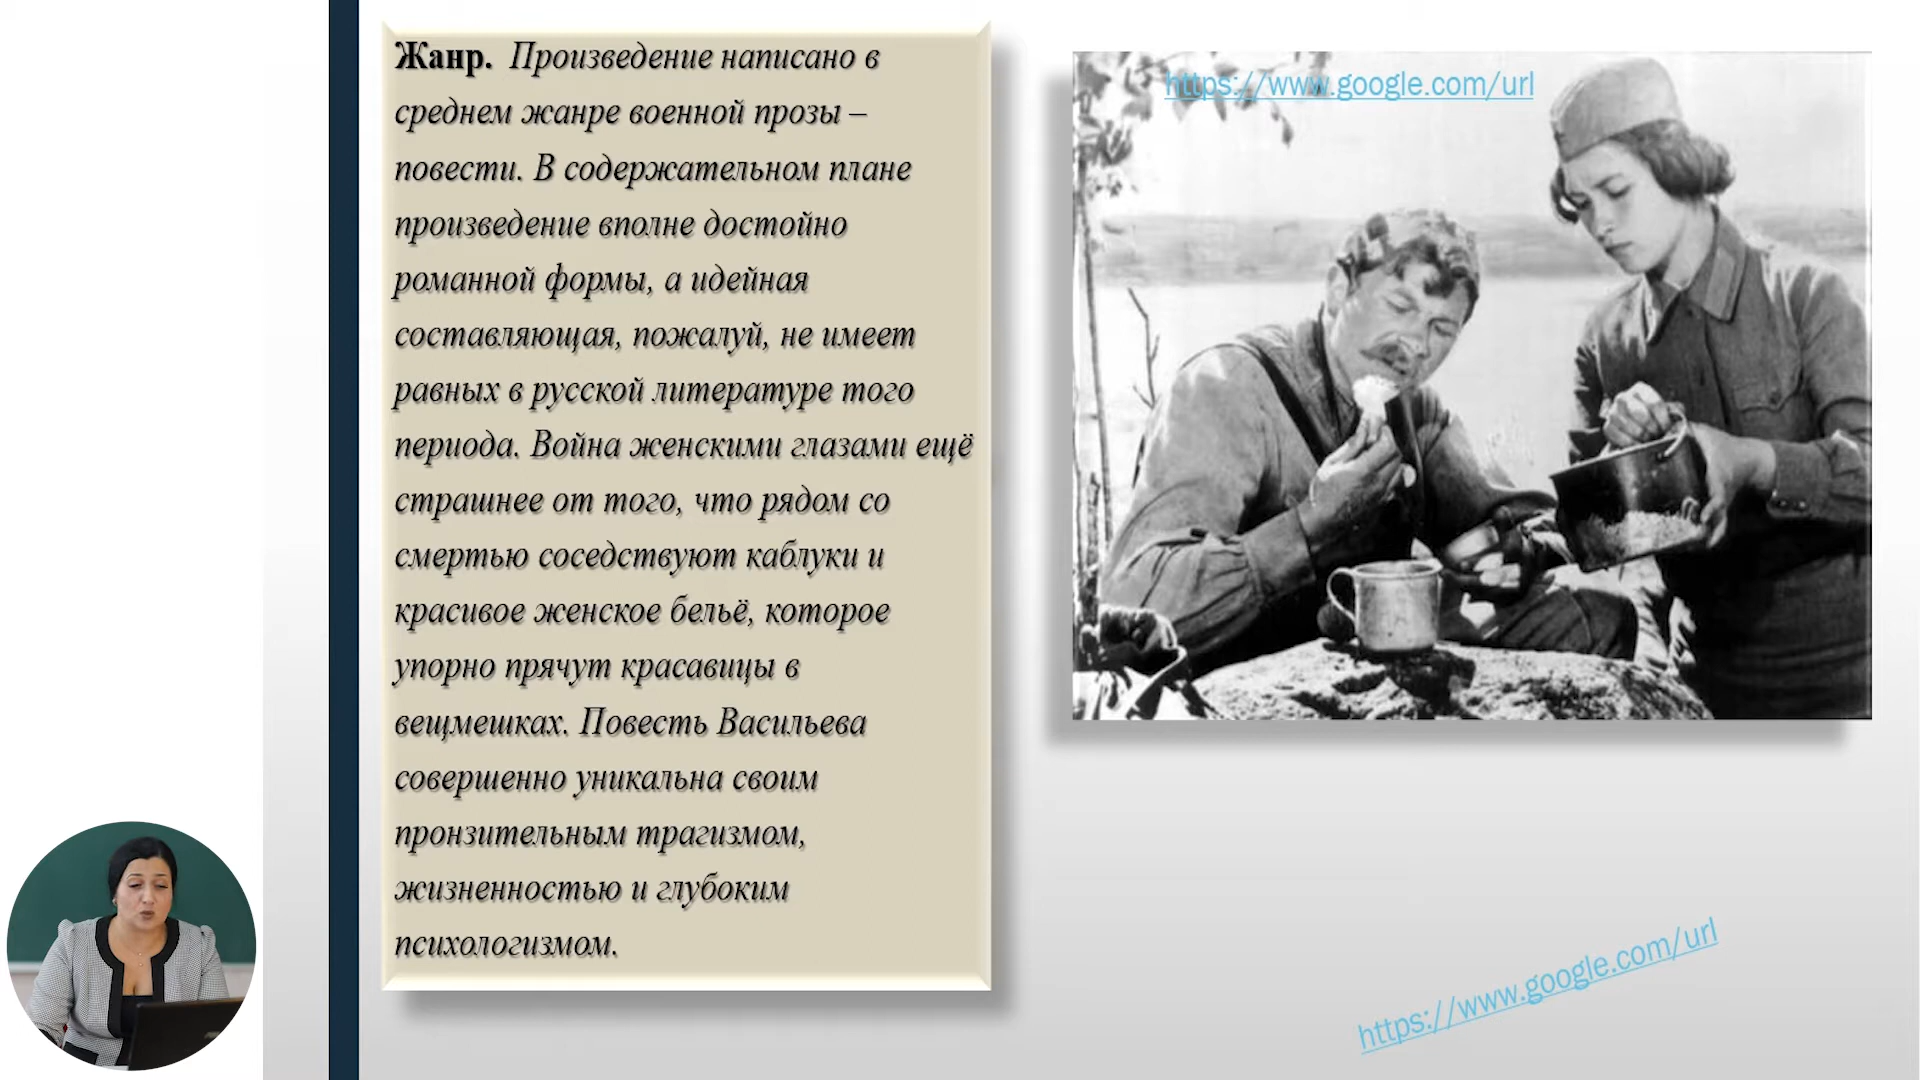 Жанр. Произведение написано в
среднем жанре военной прозы –
повести. В содержательном плане
произведение вполне достойно
романной формы, а идейная
составляющая, пожалуй, не имеет
равных в русской литературе того
периода. Война женскими глазами ещё
страшнее от того, что рядом со
смертью соседствуют каблуки и
красивое женское бельё, которое
упорно прячут красавицы в
вещмешках. Повесть Васильева
совершенно уникальна своим
пронзительным трагизмом,
жизненностью и глубоким
психологизмом.
https://www.google.com/url
https://www.google.com/url